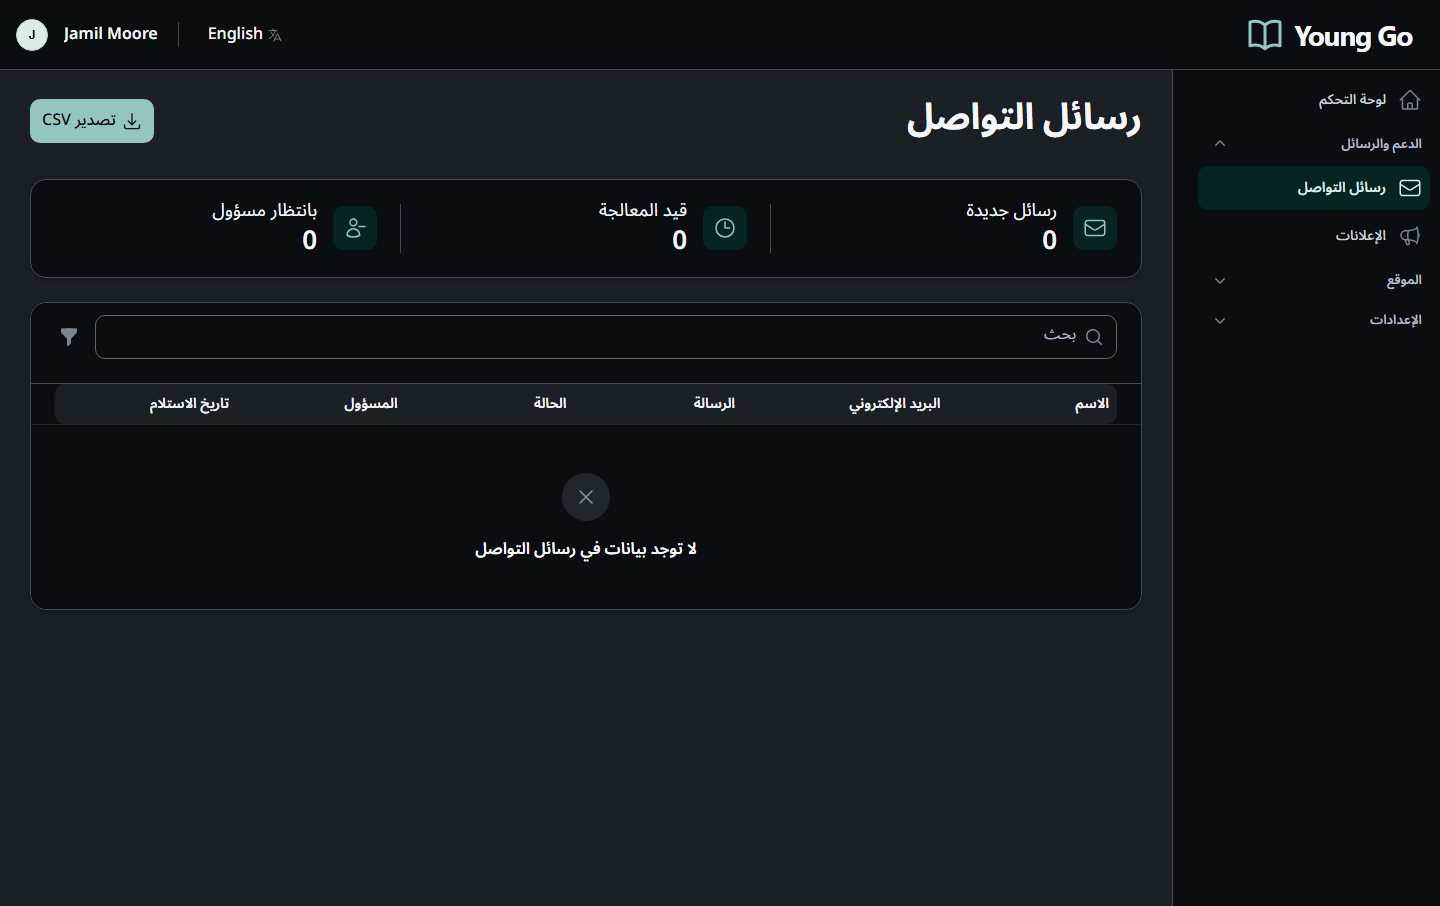 Young Go
English
Jamil Moore
J
لوحة التحكم
الدعم والرسائل
رسائل التواصل
الإعلانات
الموقع
الإعدادات
رسائل التواصل
تصدير CSV
رسائل جديدة
0
قيد المعالجة
0
بانتظار مسؤول
0
بحث
الاسم البريد الإلكتروني الرسالة الحالة المسؤول تاريخ الاستلام
لا توجد بيانات في رسائل التواصل